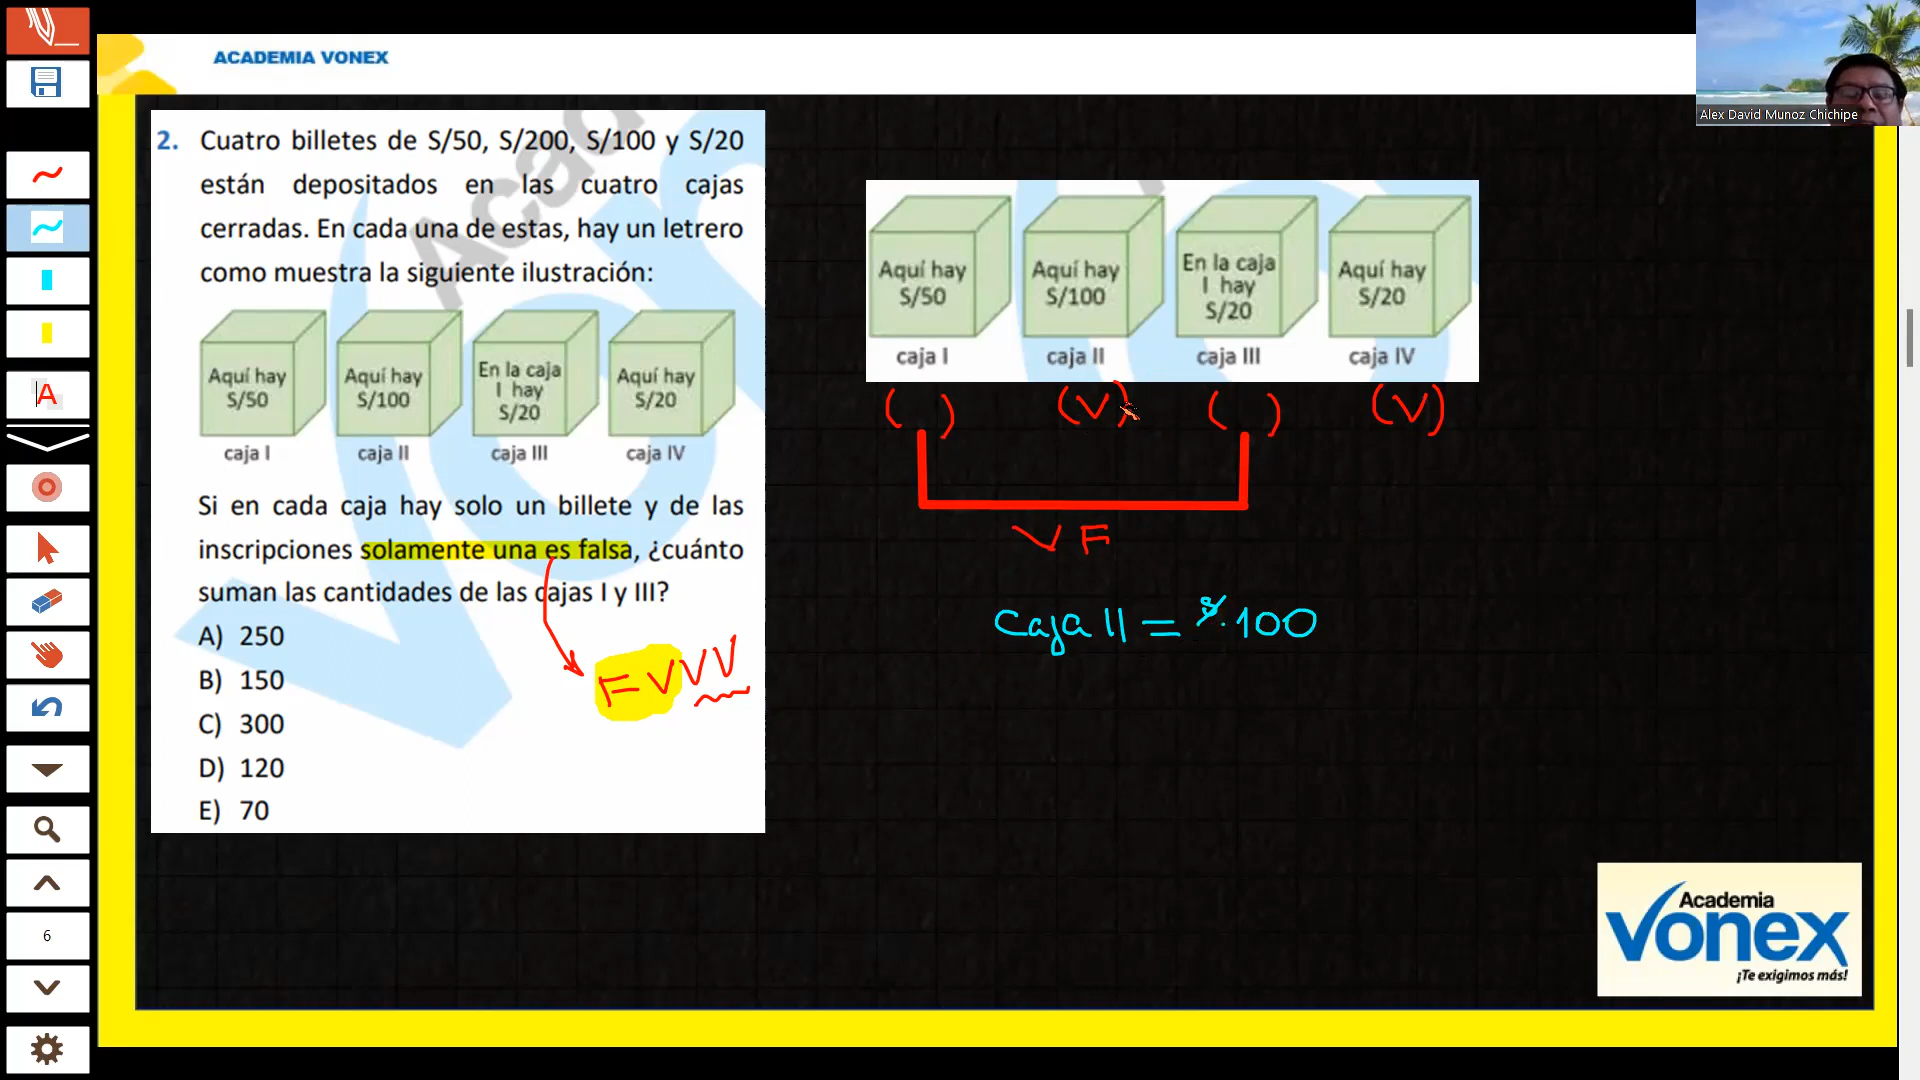 ACADEMIA VONEX
Alex David Munoz Chichipe
2. Cuatro billetes de S/50, S/200, S/100 y S/20
están depositados en las cuatro cajas
cerradas. En cada una de estas, hay un letrero
como muestra la siguiente ilustración:
Aquí hay
S/50
caja I
Aquí hay
S/100
caja II
En la caja
I hay
S/20
caja III
Aquí hay
S/20
caja IV
Si en cada caja hay solo un billete y de las
inscripciones solamente una es falsa, ¿cuánto
suman las cantidades de las cajas I y III?
A) 250
B) 150
C) 300
D) 120
E) 70
F V V V
Aquí hay
S/50
caja I
Aquí hay
S/100
caja II
En la caja
I hay
S/20
caja III
Aquí hay
S/20
caja IV
( ) (V) ( ) (V)
V F
Caja II = S/.100
Academia
Vonex
¡Te exigimos más!
A
6